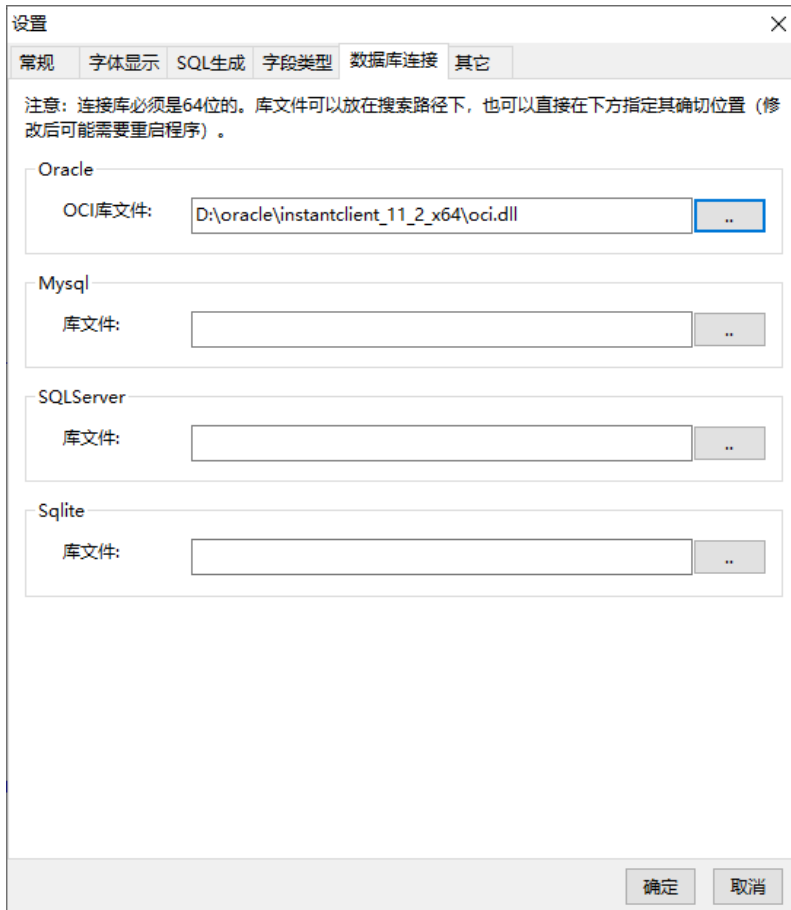 设置
常规 字体显示 SQL生成 字段类型 数据库连接 其它
注意：连接库必须是64位的。库文件可以放在搜索路径下，也可以直接在下方指定其确切位置（修
改后可能需要重启程序）。
Oracle
OCI库文件: D:\oracle\instantclient_11_2_x64\oci.dll ..
Mysql
库文件: ..
SQLServer
库文件: ..
Sqlite
库文件: ..
确定 取消